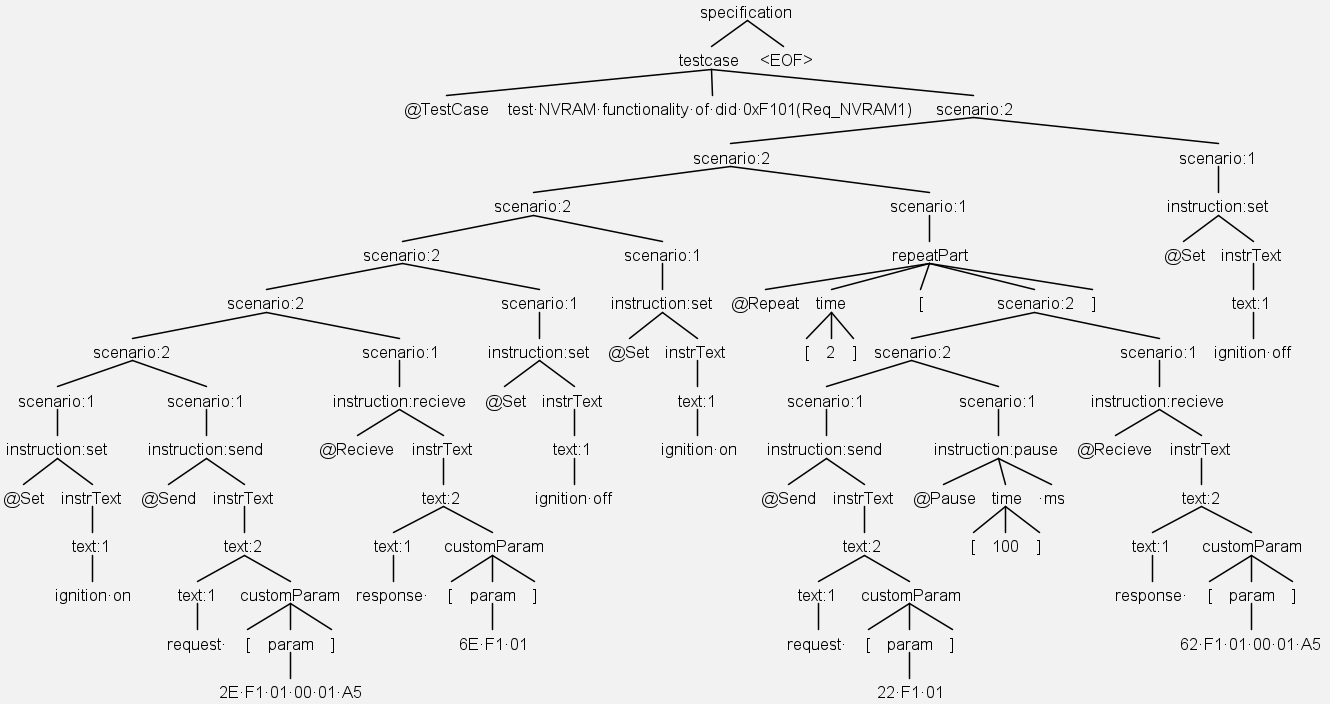 specification
testcase <EOF>
@TestCase test·NVRAM·functionality·of·did·0xF101(Req_NVRAM1) scenario:2
scenario:2 scenario:1
scenario:2 scenario:1 instruction:set
scenario:2 scenario:1 repeatPart @Set instrText
scenario:2 scenario:1 instruction:set @Repeat time [ scenario:2 ] text:1
scenario:2 scenario:1 instruction:set @Set instrText [ 2 ] scenario:2 scenario:1 ignition·off
scenario:1 scenario:1 instruction:recieve @Set instrText text:1 scenario:1 scenario:1 instruction:recieve
instruction:set instruction:send @Recieve instrText text:1 ignition·on instruction:send instruction:pause @Recieve instrText
@Set instrText @Send instrText text:2 ignition·off @Send instrText @Pause time ·ms text:2
text:1 text:2 text:1 customParam text:2 [ 100 ] text:1 customParam
ignition·on text:1 customParam response· [ param ] text:1 customParam response· [ param ]
request· [ param ] 6E·F1·01 request· [ param ] 62·F1·01·00·01·A5
2E·F1·01·00·01·A5 22·F1·01